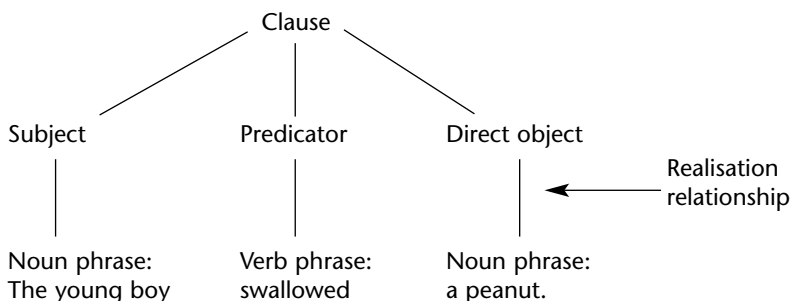 Clause
Subject Predicator Direct object
Realisation
relationship
Noun phrase: Verb phrase: Noun phrase:
The young boy swallowed a peanut.